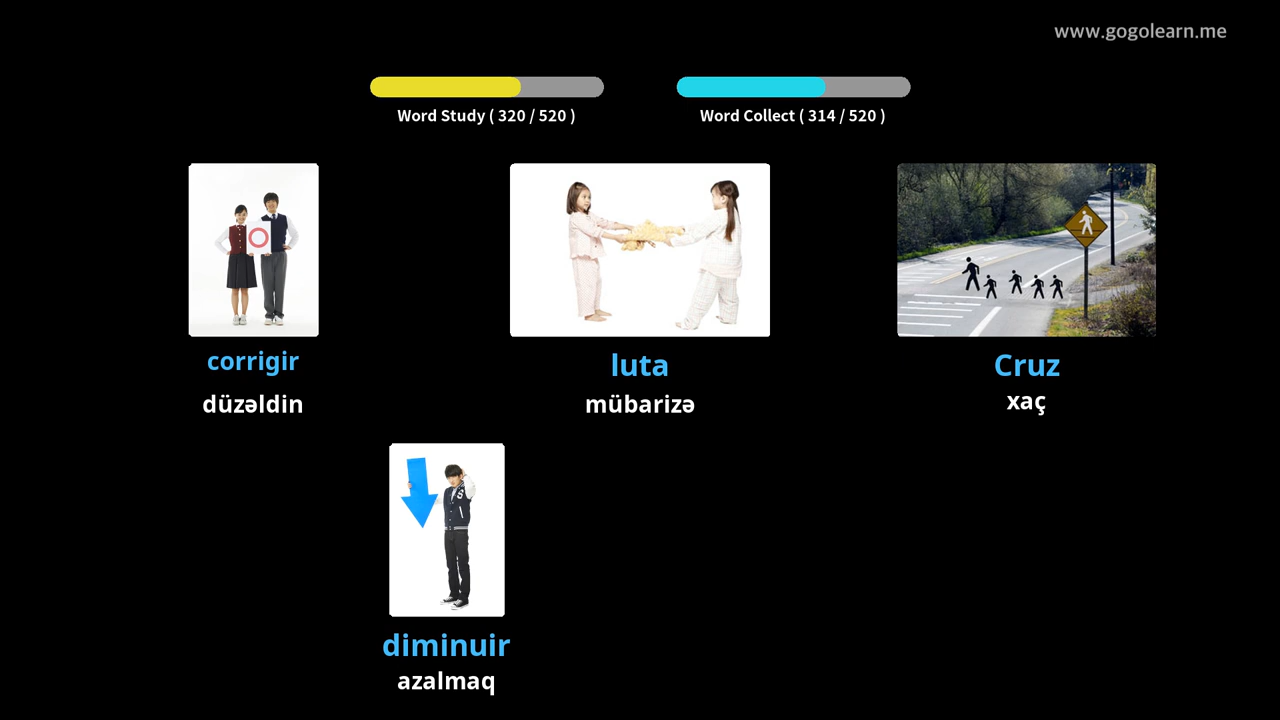 www.gogolearn.me
Word Study ( 320 / 520 )
Word Collect ( 314 / 520 )
corrigir
düzəldin
luta
mübarizə
Cruz
xaç
diminuir
azalmaq